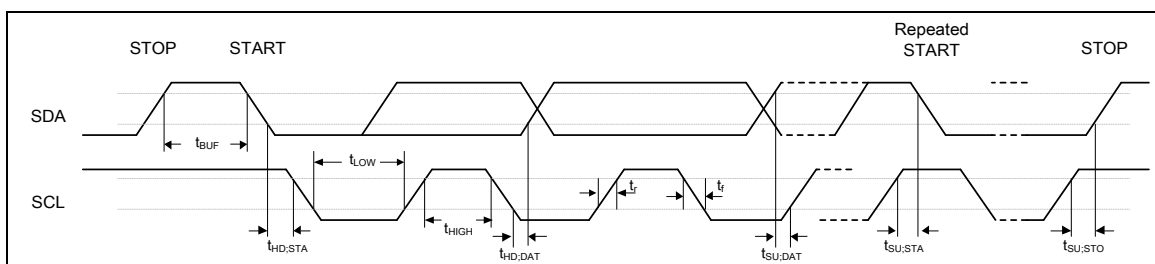 STOP START Repeated START STOP
SDA
tBUF
tLOW
SCL
tr tf
tHIGH
tHD;STA tHD;DAT tSU;DAT tSU;STA tSU;STO